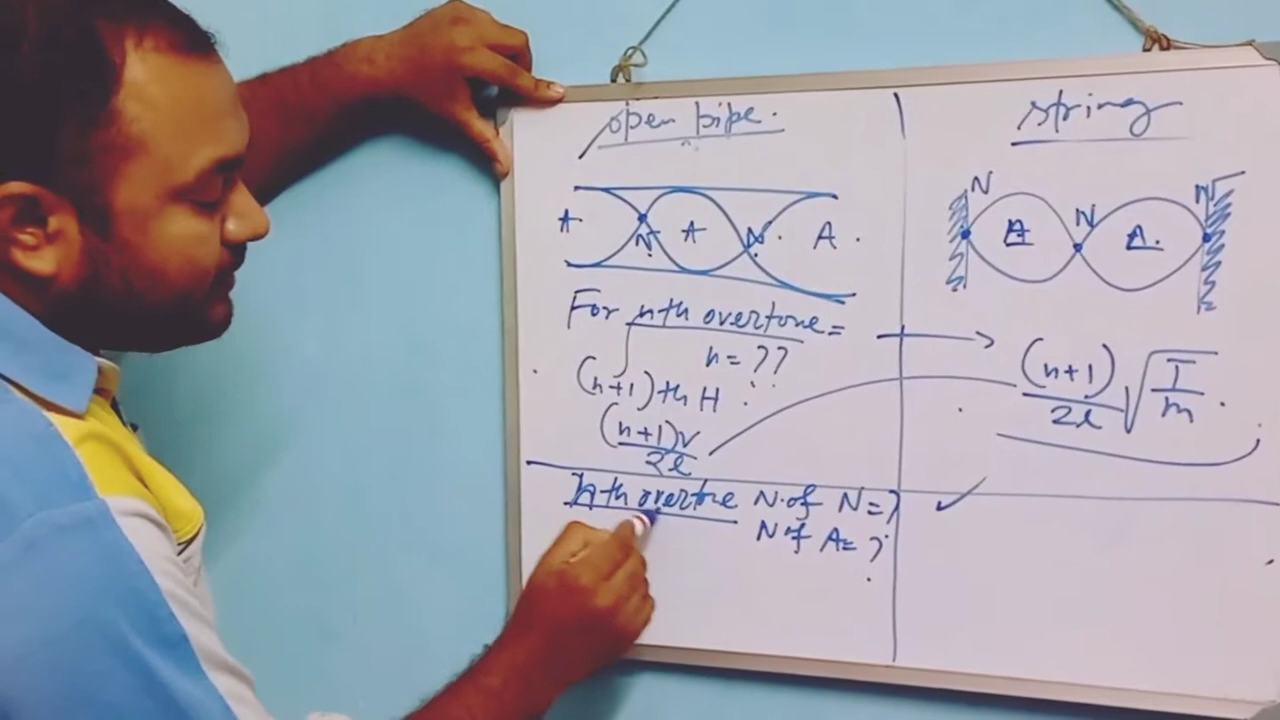 open pipe.
A N A N. A.
For nth overtone =
n = ??
(n+1)th H
(n+1)v
2l
nth overtone N. of N = ?
N of A = ?
string
N N N
A A.
(n+1)
2l
√
T
m